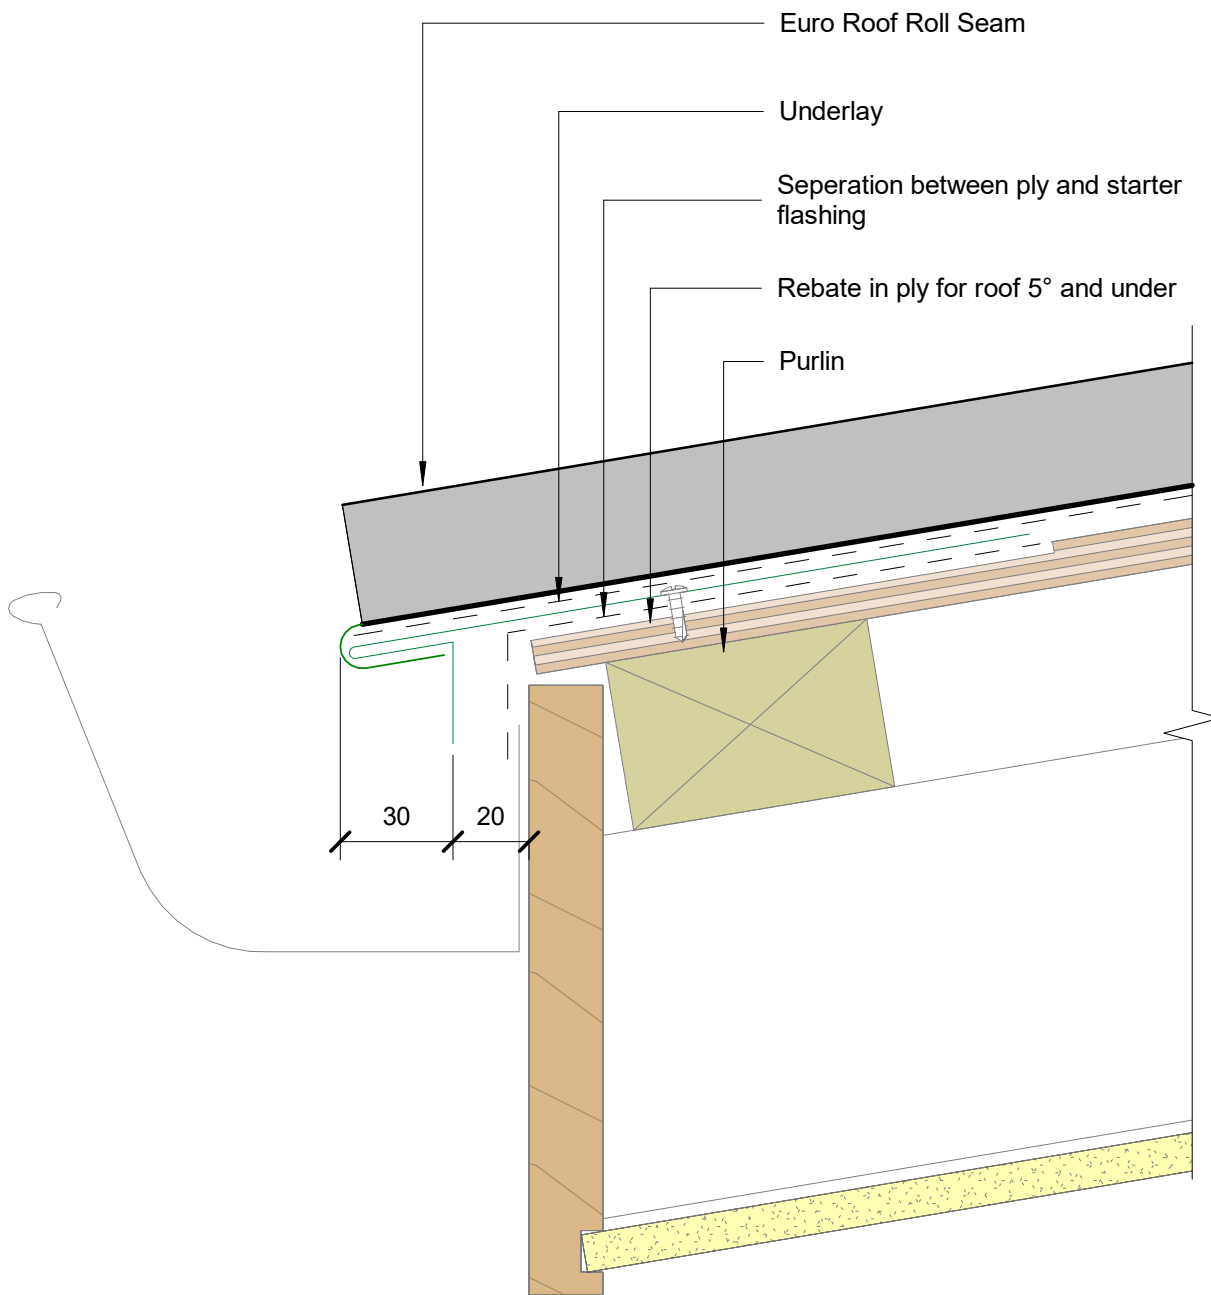 Euro Roof Roll Seam
Underlay
Seperation between ply and starter
flashing
Rebate in ply for roof 5° and under
Purlin
30
20